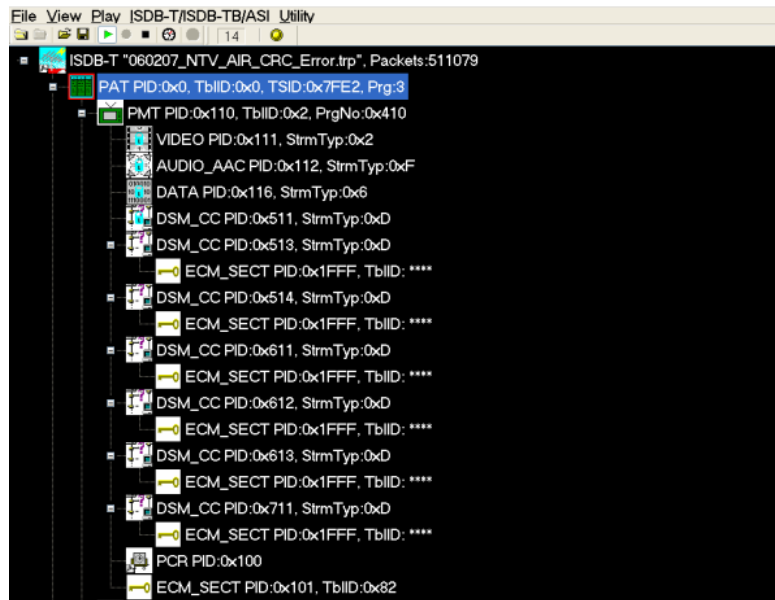 File View Play ISDB-T/ISDB-TB/ASI Utility
14
ISDB-T "060207_NTV_AIR_CRC_Error.trp", Packets:511079
PAT PID:0x0, TblID:0x0, TSID:0x7FE2, Prg:3
PMT PID:0x110, TblID:0x2, PrgNo:0x410
VIDEO PID:0x111, StrmTyp:0x2
AUDIO_AAC PID:0x112, StrmTyp:0xF
DATA PID:0x116, StrmTyp:0x6
DSM_CC PID:0x511, StrmTyp:0xD
DSM_CC PID:0x513, StrmTyp:0xD
ECM_SECT PID:0x1FFF, TblID: ****
DSM_CC PID:0x514, StrmTyp:0xD
ECM_SECT PID:0x1FFF, TblID: ****
DSM_CC PID:0x611, StrmTyp:0xD
ECM_SECT PID:0x1FFF, TblID: ****
DSM_CC PID:0x612, StrmTyp:0xD
ECM_SECT PID:0x1FFF, TblID: ****
DSM_CC PID:0x613, StrmTyp:0xD
ECM_SECT PID:0x1FFF, TblID: ****
DSM_CC PID:0x711, StrmTyp:0xD
ECM_SECT PID:0x1FFF, TblID: ****
PCR PID:0x100
ECM_SECT PID:0x101, TblID:0x82